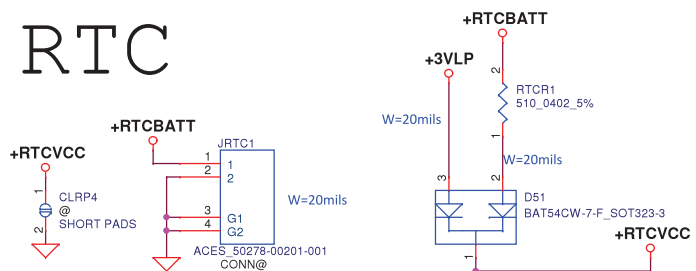 RTC
+RTCBATT
+3VLP
2
RTCR1
510_0402_5%
W=20mils
1
W=20mils
3
2
D51
BAT54CW-7-F_SOT323-3
1
+RTCVCC
+RTCBATT
JRTC1
1
1
2
2
3
G1
4
G2
W=20mils
ACES_50278-00201-001
CONN@
+RTCVCC
1
CLRP4
@
SHORT PADS
2